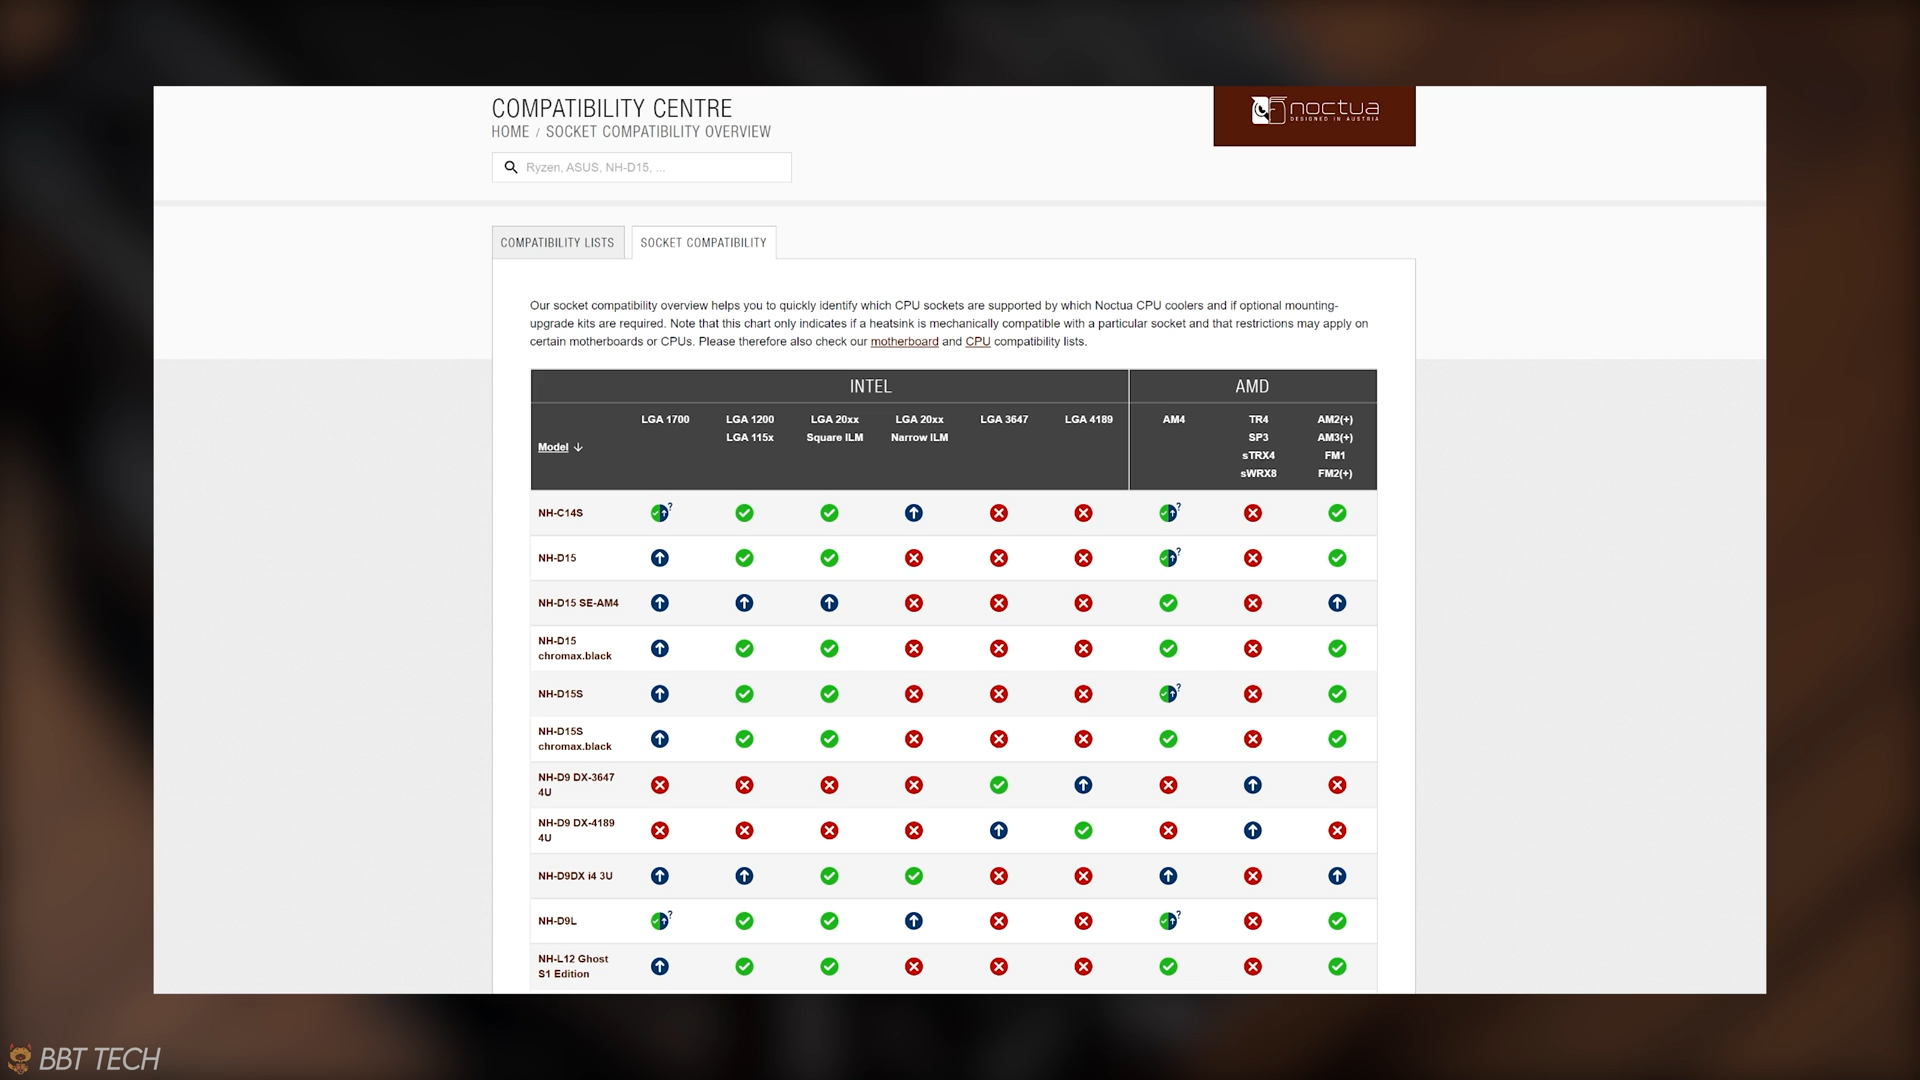 COMPATIBILITY CENTRE
HOME / SOCKET COMPATIBILITY OVERVIEW
noctua
DESIGNED IN AUSTRIA
Ryzen, ASUS, NH-D15, ...
COMPATIBILITY LISTS
SOCKET COMPATIBILITY
Our socket compatibility overview helps you to quickly identify which CPU sockets are supported by which Noctua CPU coolers and if optional mounting-
upgrade kits are required. Note that this chart only indicates if a heatsink is mechanically compatible with a particular socket and that restrictions may apply on
certain motherboards or CPUs. Please therefore also check our motherboard and CPU compatibility lists.
INTEL
AMD
Model
LGA 1700
LGA 1200
LGA 115x
LGA 20xx
Square ILM
LGA 20xx
Narrow ILM
LGA 3647
LGA 4189
AM4
TR4
SP3
sTRX4
sWRX8
AM2(+)
AM3(+)
FM1
FM2(+)
NH-C14S ? ?
NH-D15 ?
NH-D15 SE-AM4
NH-D15
chromax.black
NH-D15S ?
NH-D15S
chromax.black
NH-D9 DX-3647
4U
NH-D9 DX-4189
4U
NH-D9DX i4 3U
NH-D9L ? ?
NH-L12 Ghost
S1 Edition
BBT TECH